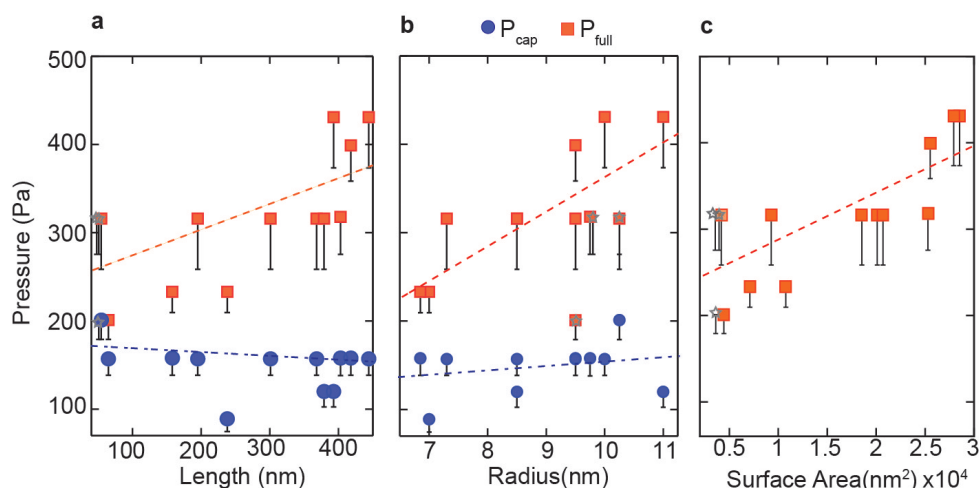 a
b
c
P_cap
P_full
500
400
300
200
100
Pressure (Pa)
100 200 300 400
Length (nm)
7 8 9 10 11
Radius(nm)
0.5 1 1.5 2 2.5 3
Surface Area(nm²) x10⁴